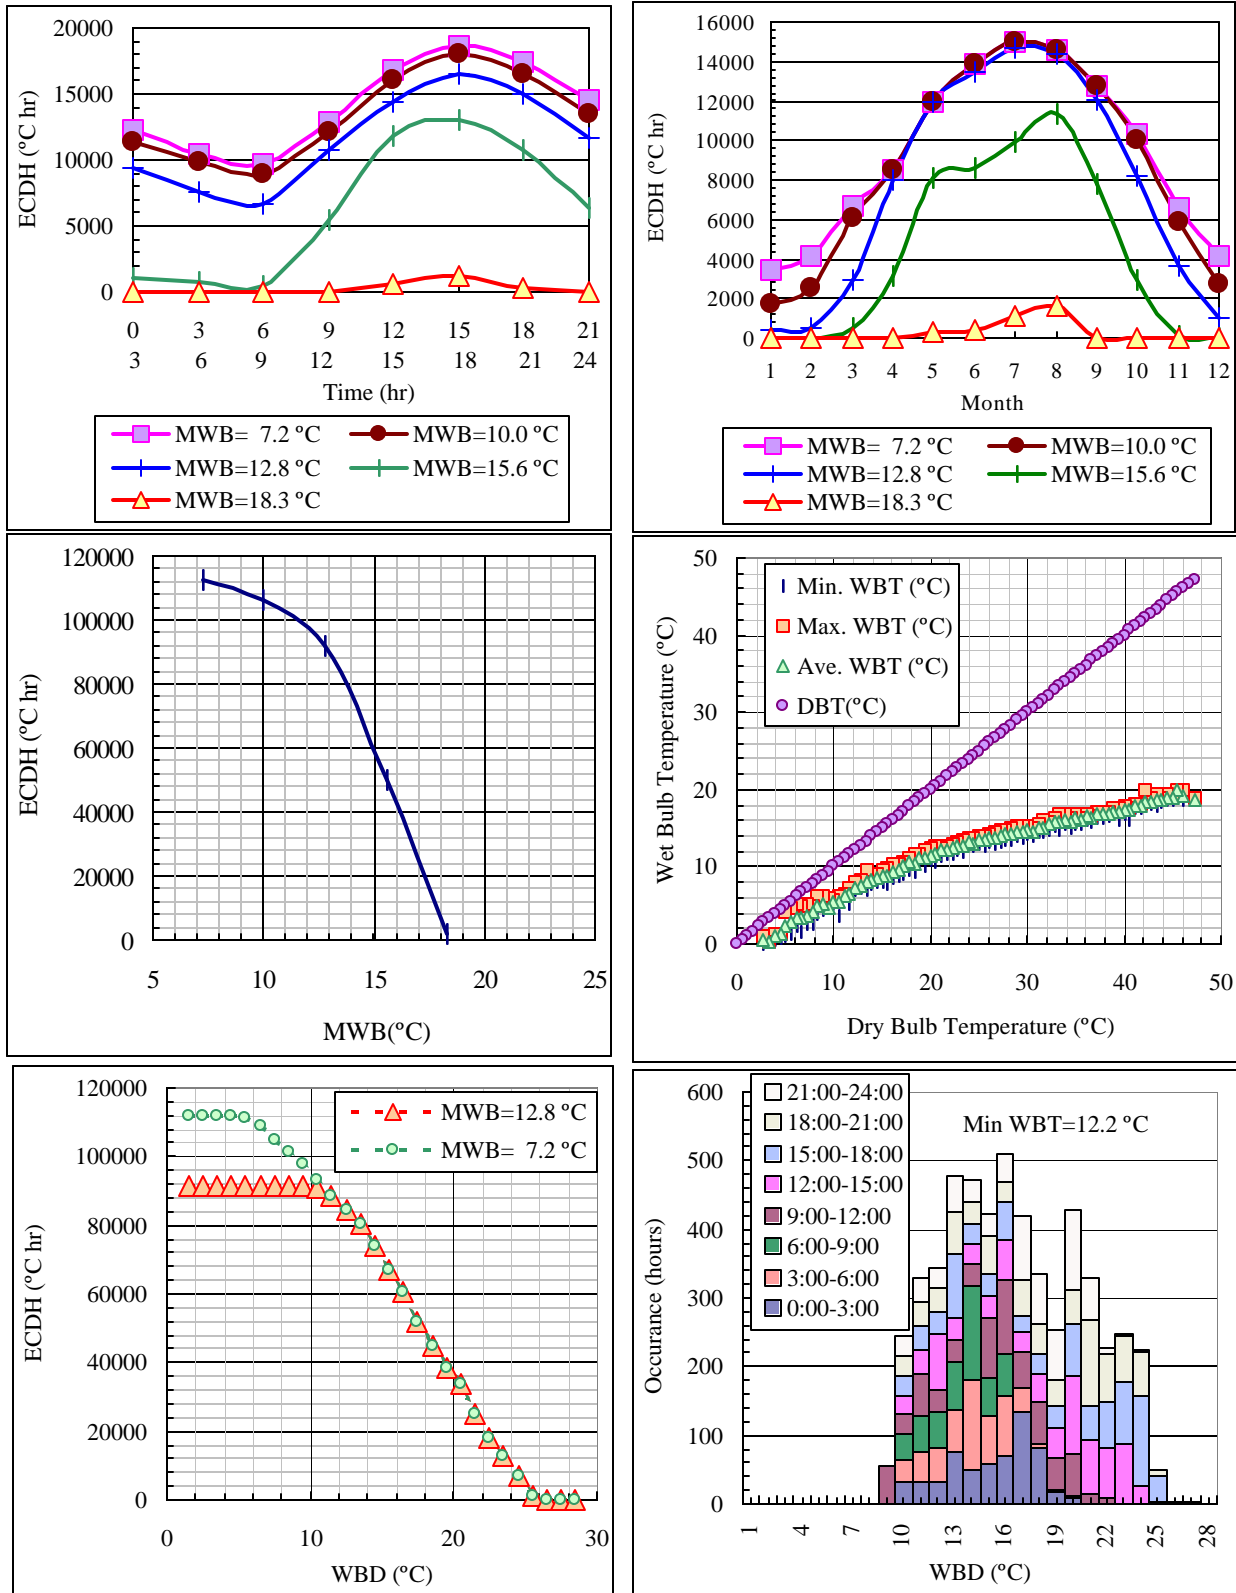 20000
15000
10000
5000
0
ECDH (°C hr)
0 3 6 9 12 15 18 21
3 6 9 12 15 18 21 24
Time (hr)
MWB= 7.2 °C MWB=10.0 °C
MWB=12.8 °C MWB=15.6 °C
MWB=18.3 °C
16000
14000
12000
10000
8000
6000
4000
2000
0
ECDH (°C hr)
1 2 3 4 5 6 7 8 9 10 11 12
Month
MWB= 7.2 °C MWB=10.0 °C
MWB=12.8 °C MWB=15.6 °C
MWB=18.3 °C
120000
100000
80000
60000
40000
20000
0
ECDH (°C hr)
5 10 15 20 25
MWB(°C)
50
40
30
20
10
0
Wet Bulb Temperature (°C)
Min. WBT (°C)
Max. WBT (°C)
Ave. WBT (°C)
DBT(°C)
0 10 20 30 40 50
Dry Bulb Temperature (°C)
120000
100000
80000
60000
40000
20000
0
ECDH (°C hr)
MWB=12.8 °C
MWB= 7.2 °C
0 10 20 30
WBD (°C)
600
500
400
300
200
100
0
Occurance (hours)
21:00-24:00
18:00-21:00
15:00-18:00
12:00-15:00
9:00-12:00
6:00-9:00
3:00-6:00
0:00-3:00
Min WBT=12.2 °C
1 4 7 10 13 16 19 22 25 28
WBD (°C)